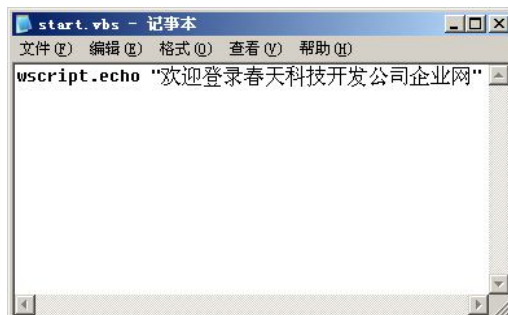 start.vbs - 记事本
文件(F) 编辑(E) 格式(O) 查看(V) 帮助(H)
wscript.echo "欢迎登录春天科技开发公司企业网"